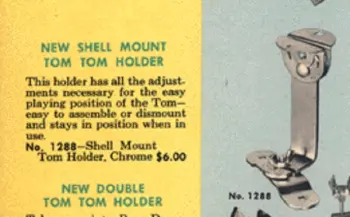 NEW SHELL MOUNT
TOM TOM HOLDER
This holder has all the adjust-
ments necessary for the easy
playing position of the Tom—
easy to assemble or dismount
and stays in position when in
use.
No. 1288—Shell Mount
Tom Holder, Chrome $6.00
NEW DOUBLE
TOM TOM HOLDER
No. 1288